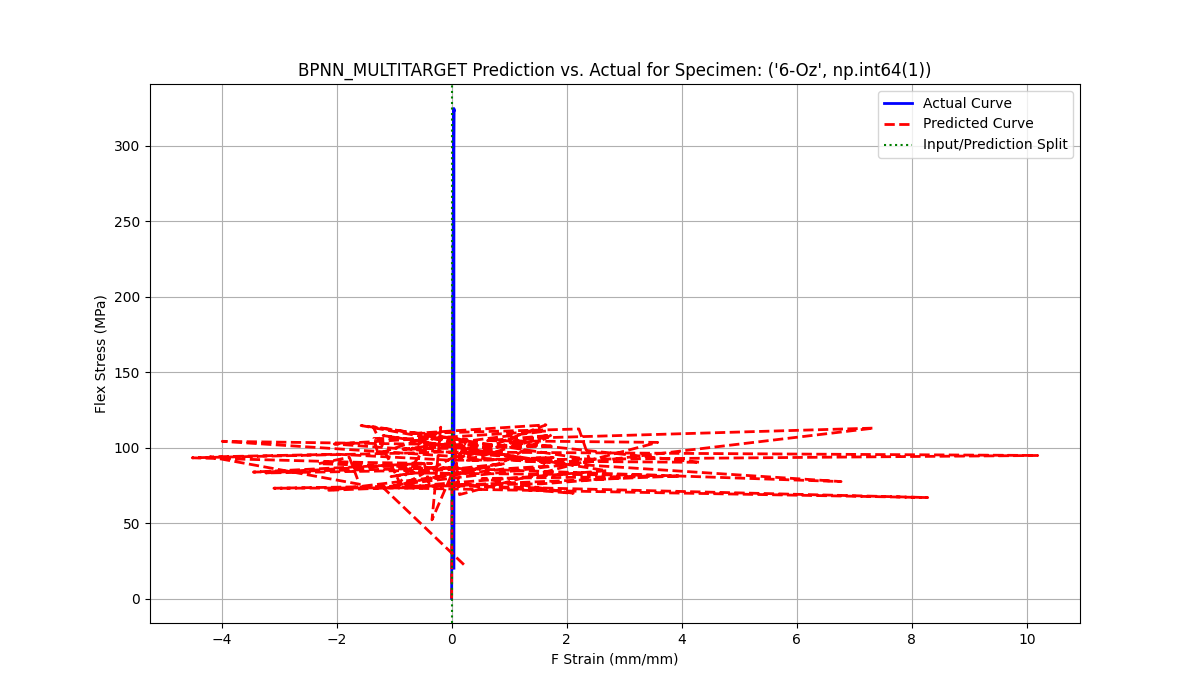 BPNN_MULTITARGET Prediction vs. Actual for Specimen: ('6-Oz', np.int64(1))
Actual Curve
Predicted Curve
Input/Prediction Split
Flex Stress (MPa)
300
250
200
150
100
50
0
−4
−2
0
2
4
6
8
10
F Strain (mm/mm)